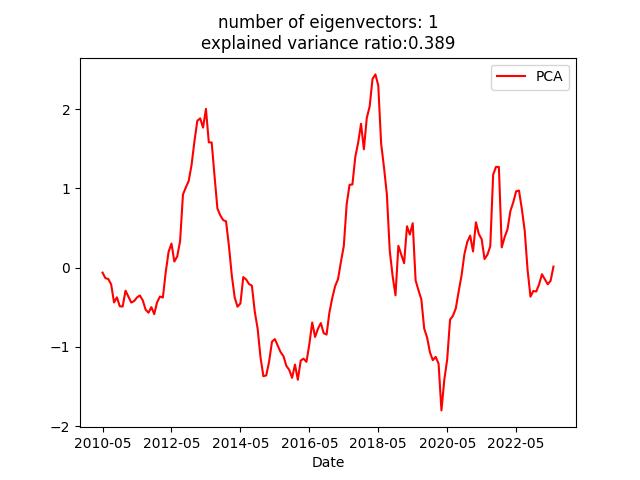 number of eigenvectors: 1
explained variance ratio:0.389
PCA
2
1
0
−1
−2
2010-05 2012-05 2014-05 2016-05 2018-05 2020-05 2022-05
Date